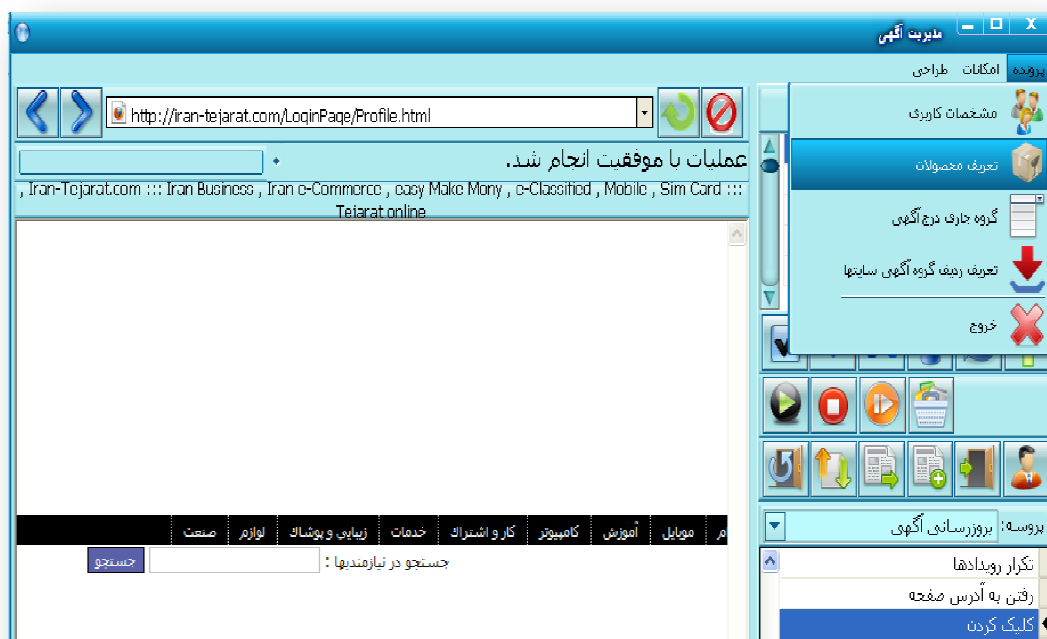 مدیریت آگهی
پرونده امکانات طراحی
http://iran-tejarat.com/LoginPage/Profile.html
مشخصات کاربری
تعریف محصولات
گروه جاری درج آگهی
تعریف ردیف گروه آگهی سایتها
خروج
عملیات با موفقیت انجام شد.
, Iran-Tejarat.com ::: Iran Business , Iran e-Commerce , easy Make Mony , e-Classified , Mobile , Sim Card :::
Tejarat online
م موبایل آموزش کامپیوتر کار و اشتراك خدمات زیبایی و پوشاك لوازم صنعت
جستجو در نیازمندیها : جستجو
پروسه: بروزرسانی آگهی
تکرار رویدادها
رفتن به آدرس صفحه
کلیک کردن